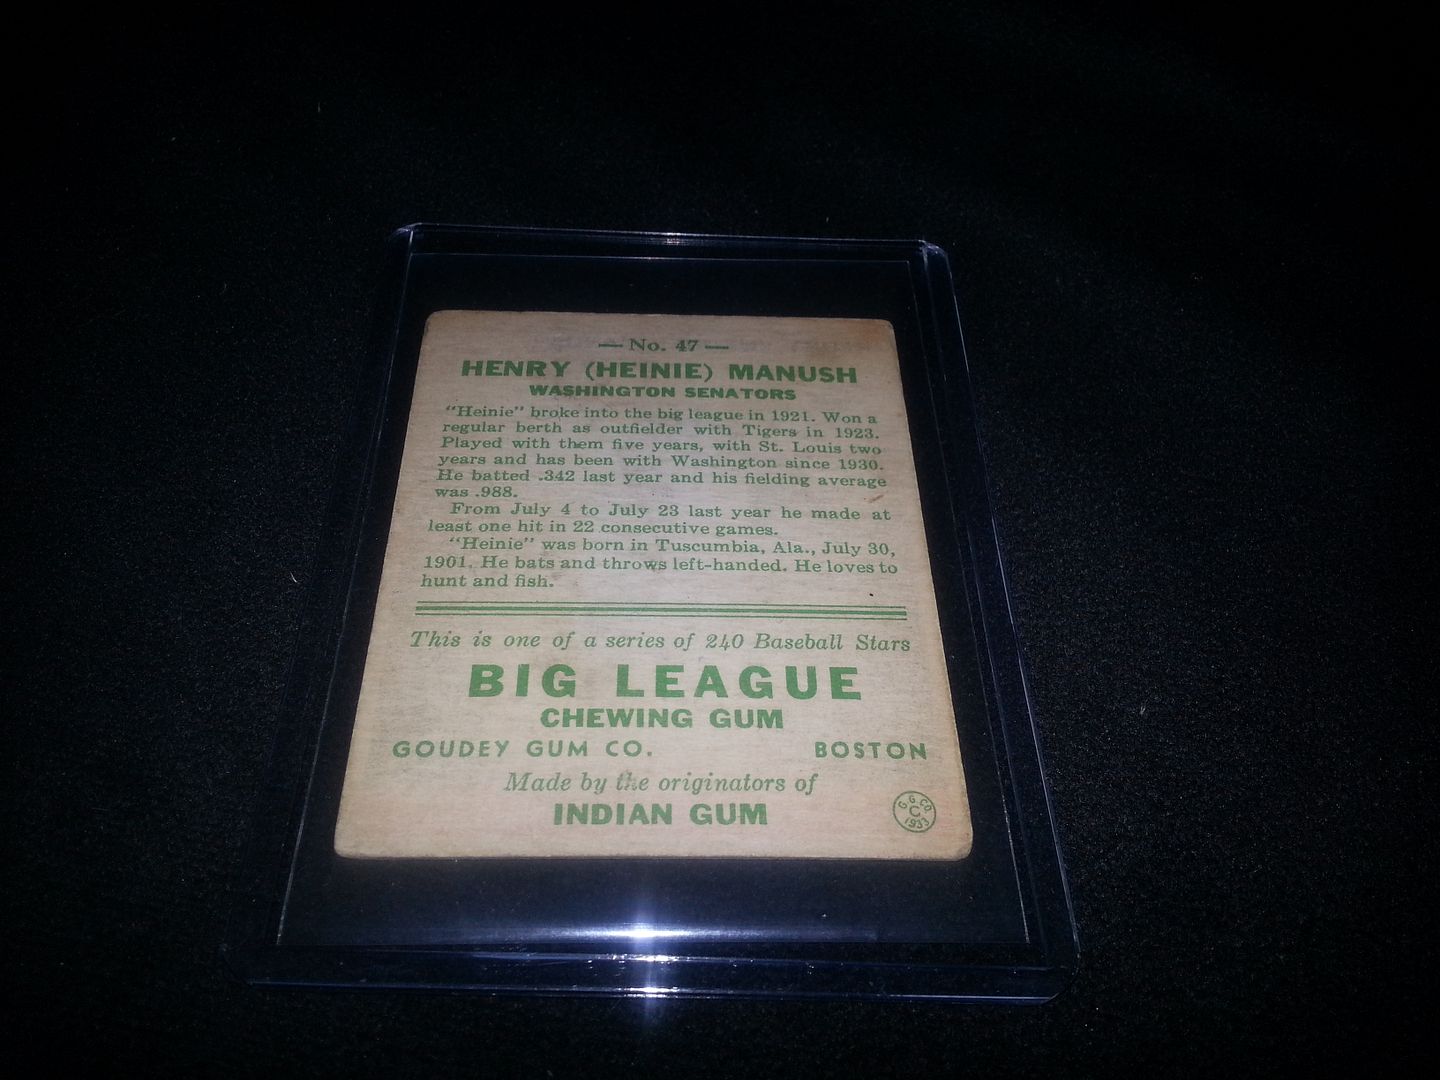 — No. 47 —
HENRY (HEINIE) MANUSH
WASHINGTON SENATORS
"Heinie" broke into the big league in 1921. Won a
regular berth as outfielder with Tigers in 1923.
Played with them five years, with St. Louis two
years and has been with Washington since 1930.
He batted .342 last year and his fielding average
was .988.
From July 4 to July 23 last year he made at
least one hit in 22 consecutive games.
"Heinie" was born in Tuscumbia, Ala., July 30,
1901. He bats and throws left-handed. He loves to
hunt and fish.
This is one of a series of 240 Baseball Stars
BIG LEAGUE
CHEWING GUM
GOUDEY GUM CO. BOSTON
Made by the originators of
INDIAN GUM
G. G. CO.
C
1933